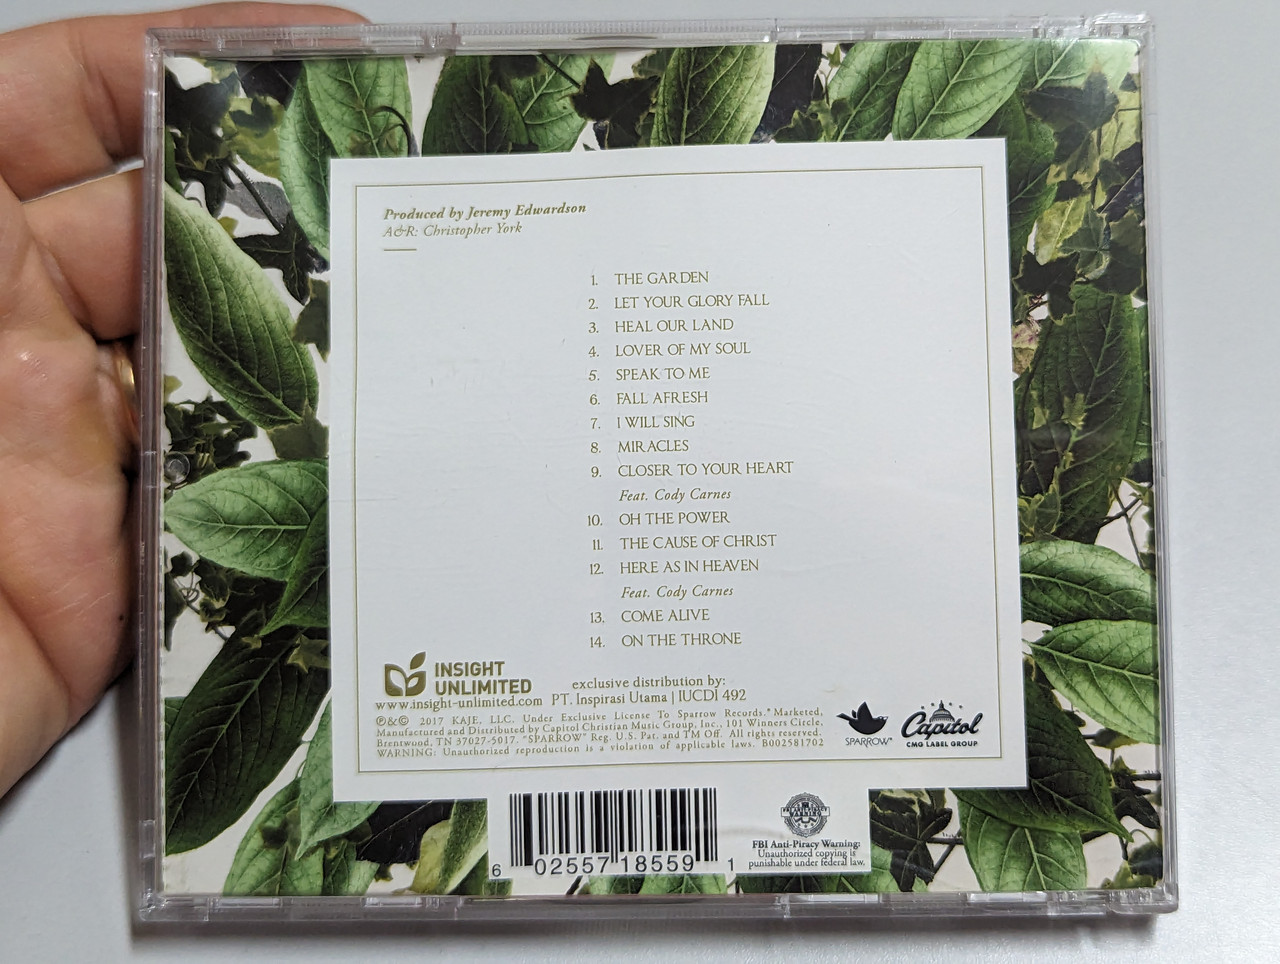 Produced by Jeremy Edwardson
A&R: Christopher York
1. THE GARDEN
2. LET YOUR GLORY FALL
3. HEAL OUR LAND
4. LOVER OF MY SOUL
5. SPEAK TO ME
6. FALL AFRESH
7. I WILL SING
8. MIRACLES
9. CLOSER TO YOUR HEART
Feat. Cody Carnes
10. OH THE POWER
11. THE CAUSE OF CHRIST
12. HERE AS IN HEAVEN
Feat. Cody Carnes
13. COME ALIVE
14. ON THE THRONE
INSIGHT
UNLIMITED
www.insight-unlimited.com
exclusive distribution by:
PT. Inspirasi Utama | IUCDI 492
℗&© 2017 KAJE, LLC. Under Exclusive License To Sparrow Records.® Marketed,
Manufactured and Distributed by Capitol Christian Music Group, Inc., 101 Winners Circle,
Brentwood, TN 37027-5017. "SPARROW" Reg. U.S. Pat. and TM Off. All rights reserved.
WARNING: Unauthorized reproduction is a violation of applicable laws. B002581702
SPARROW®
Capitol
CMG LABEL GROUP
6 02557 18559 1
FBI Anti-Piracy Warning:
Unauthorized copying is
punishable under federal law.